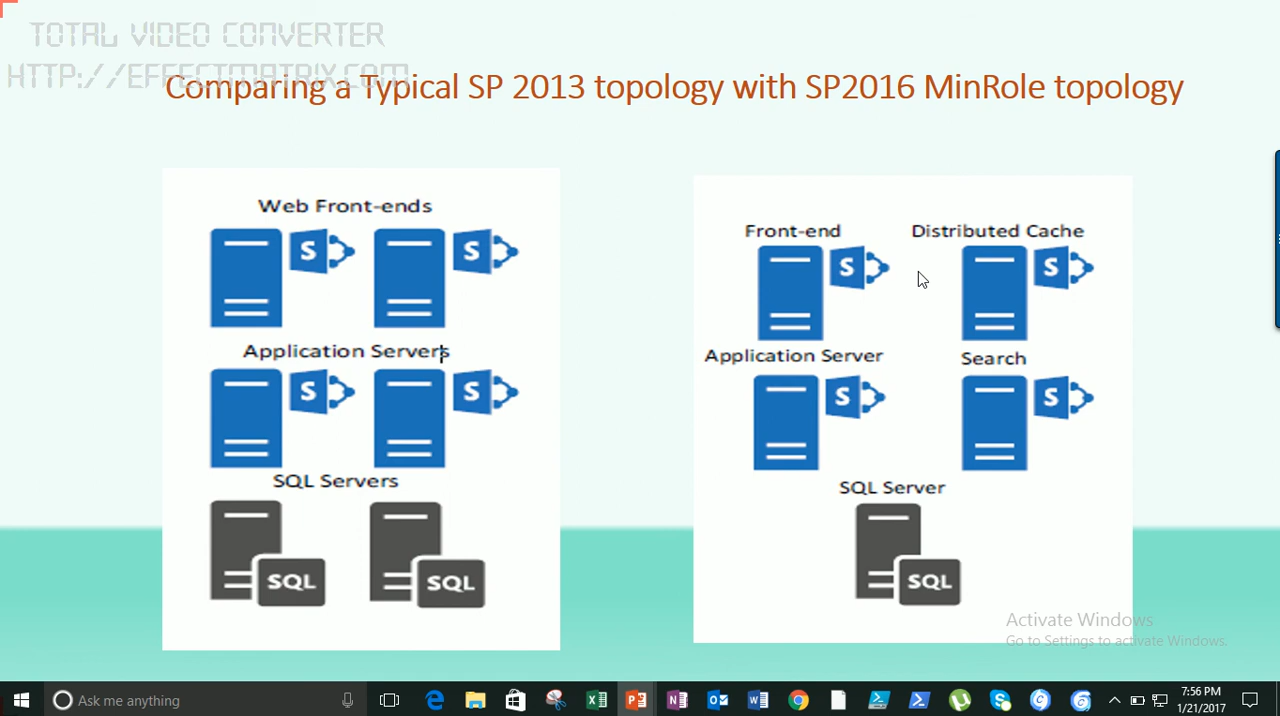 TOTAL VIDEO CONVERTER
HTTP://EFFECTMATRIX.COM
Comparing a Typical SP 2013 topology with SP2016 MinRole topology
Web Front-ends
S
S
Application Servers
S
S
SQL Servers
SQL
SQL
Front-end
Distributed Cache
S
S
Application Server
Search
S
S
SQL Server
SQL
Activate Windows
Go to Settings to activate Windows.
Ask me anything
7:56 PM
1/21/2017